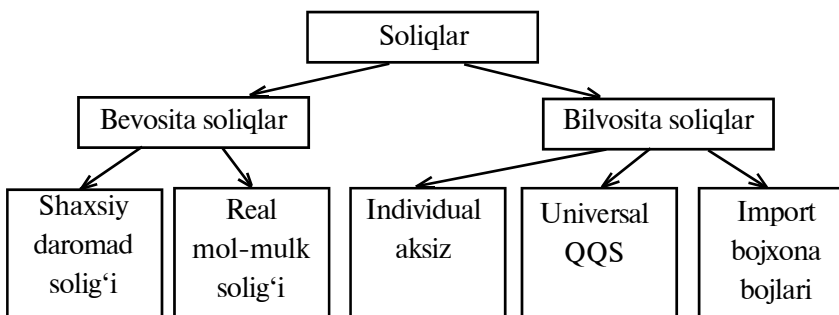 Soliqlar
Bevosita soliqlar
Bilvosita soliqlar
Shaxsiy
daromad
solig‘i
Real
mol-mulk
solig‘i
Individual
aksiz
Universal
QQS
Import
bojxona
bojlari